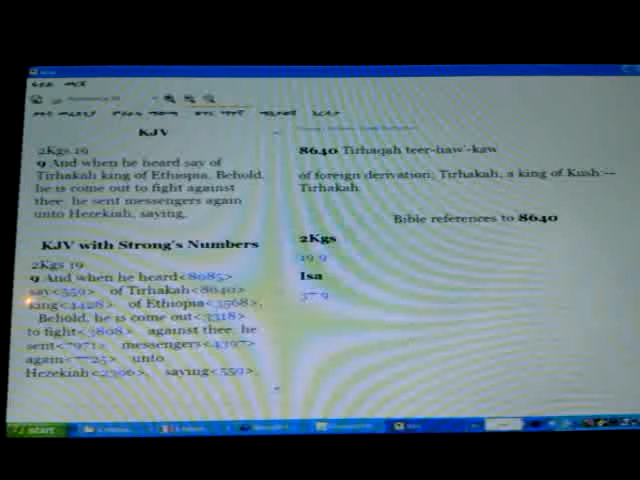 KJV
2Kgs 19
9 And when he heard say of
Tirhakah king of Ethiopia, Behold,
he is come out to fight against
thee: he sent messengers again
unto Hezekiah, saying,
KJV with Strong's Numbers
2Kgs 19
9 And when he heard<8085>
say<559> of Tirhakah<8640>
king<4428> of Ethiopia<3568>,
Behold, he is come out<3318>
to fight<3898> against thee: he
sent<7971> messengers<4397>
again<7725> unto
Hezekiah<2396>, saying<559>,
8640 Tirhaqah teer-haw'-kaw
of foreign derivation; Tirhakah, a king of Kush:--
Tirhakah.
Bible references to 8640
2Kgs
19 9
Isa
37 9
start